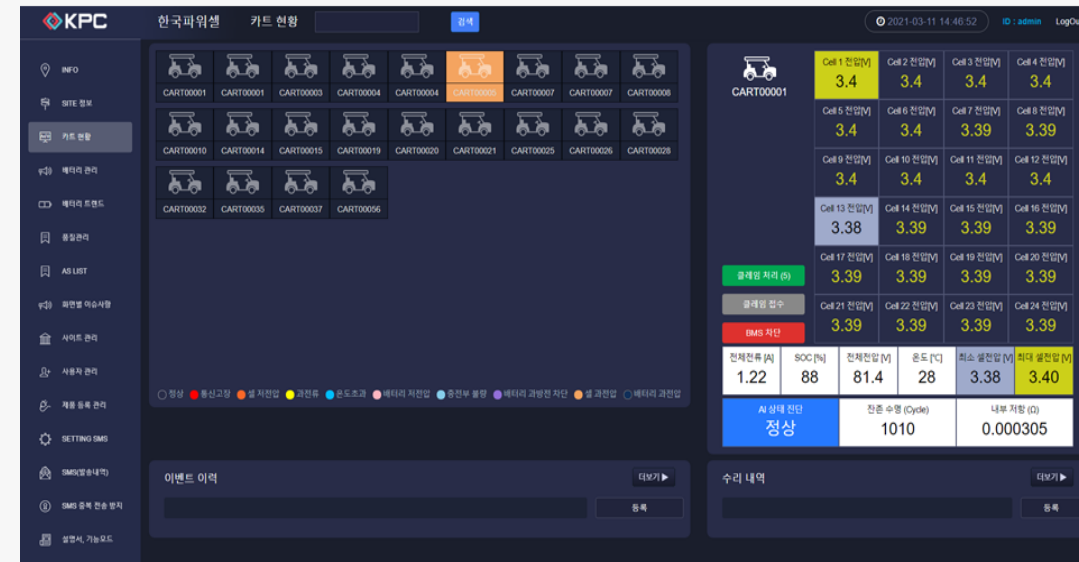 KPC
한국파워셀 카트 현황 검색 2021-03-11 14:46:52 ID : admin LogOu
INFO
SITE 정보
카트 현황
배터리 관리
배터리 트렌드
품질관리
AS LIST
화면별 이슈사항
사이트 관리
사용자 관리
제품 등록 관리
SETTING SMS
SMS(발송내역)
SMS 중복 전송 방지
설명서, 기능모드
CART00001 CART00001 CART00003 CART00004 CART00004 CART00005 CART00007 CART00007 CART00008
CART00010 CART00014 CART00015 CART00019 CART00020 CART00021 CART00025 CART00026 CART00028
CART00032 CART00035 CART00037 CART00056
정상 통신고장 셀 저전압 과전류 온도초과 배터리 저전압 충전부 불량 배터리 과방전 차단 셀 과전압 배터리 과전압
이벤트 이력 더보기▶
등록
CART00001
클레임 처리 (5)
클레임 접수
BMS 차단
Cell 1 전압[V] Cell 2 전압[V] Cell 3 전압[V] Cell 4 전압[V]
3.4 3.4 3.4 3.4
Cell 5 전압[V] Cell 6 전압[V] Cell 7 전압[V] Cell 8 전압[V]
3.4 3.4 3.39 3.39
Cell 9 전압[V] Cell 10 전압[V] Cell 11 전압[V] Cell 12 전압[V]
3.4 3.4 3.4 3.4
Cell 13 전압[V] Cell 14 전압[V] Cell 15 전압[V] Cell 16 전압[V]
3.38 3.39 3.39 3.39
Cell 17 전압[V] Cell 18 전압[V] Cell 19 전압[V] Cell 20 전압[V]
3.39 3.39 3.39 3.39
Cell 21 전압[V] Cell 22 전압[V] Cell 23 전압[V] Cell 24 전압[V]
3.39 3.39 3.39 3.39
전체전류 [A] SOC [%] 전체전압 [V] 온도 [℃] 최소 셀전압 [V] 최대 셀전압 [V]
1.22 88 81.4 28 3.38 3.40
AI 상태 진단 잔존 수명 (Cycle) 내부 저항 (Ω)
정상 1010 0.000305
수리 내역 더보기▶
등록